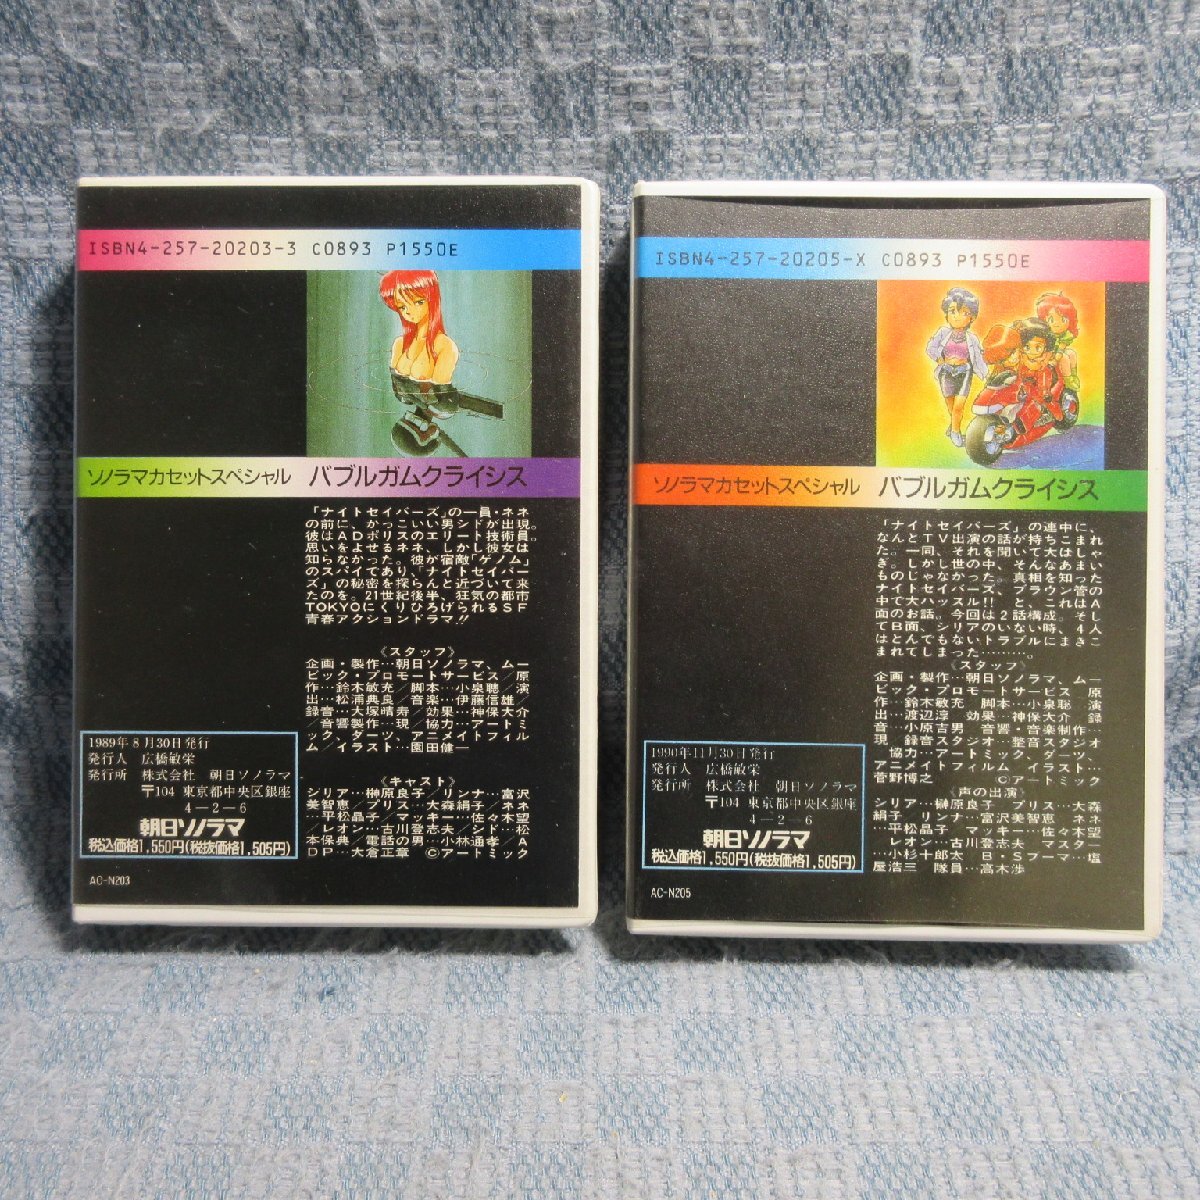 ISBN4-257-20203-3 C0893 P1550E
ソノラマカセットスペシャル バブルガムクライシス
「ナイトセイバーズ」の一員・ネネ
の前に、かっこいい男シドが出現。
彼はADポリスのエリート技術員。
思いをよせるネネ、しかし彼女は
知らなかった。彼が宿敵「ゲノム」
のスパイであり、「ナイトセイバー
ズ」の秘密を探らんと近づいて来
たのを。21世紀後半、狂気の都市
TOKYOにくりひろげられるSF
青春アクションドラマ!!
《スタッフ》
企画・製作…朝日ソノラマ、ムー
ビック・プロモートサービス/原
作…鈴木敏充/脚本…小泉聰/演
出…松浦典良/音楽…伊藤信雄/
録音…大塚晴寿/効果…神保大介
/音響製作…現/協力…アートミ
ック、ダーツ、アニメイトフィル
ム/イラスト…園田健一
《キャスト》
シリア…榊原良子/リンナ…富沢
美智恵/プリス…大森絹子/ネネ
…平松晶子/マッキー…佐々木望
/レオン…古川登志夫/シド…松
本保典/電話の男…小林通孝/A
DP…大倉正章 ©アートミック
1989年8月30日発行
発行人 広橋敏栄
発行所 株式会社 朝日ソノラマ
〒104 東京都中央区銀座
4-2-6
朝日ソノラマ
税込価格1,550円(税抜価格1,505円)
AC-N203
ISBN4-257-20205-X C0893 P1550E
ソノラマカセットスペシャル バブルガムクライシス
「ナイトセイバーズ」の連中に、
なんとTV出演の話が持ちこまれ
た。一同、それを聞いて大はしゃ
ぎ。しかし世の中、そんなあまい
ものじゃなかった。真相を知った
ナイトセイバーズ、ブラウン管の
中で大ハッスル!! と、これはA
面のお話。今回は2話構成。そし
てB面、シリアのいない時、4人
はとんでもないトラブルにまきこ
まれてしまった………。
《スタッフ》
企画・製作…朝日ソノラマ、ムー
ビック・プロモートサービス 原
作…鈴木敏充 脚本…小泉聡 演
出…渡辺淳 効果…神保大介 録
音…小原吉男 音響・音楽制作…
現 録音スタジオ…整音スタジオ
協力…アートミック、ダーツ、
アニメイトフィルム イラスト…
菅野博之 ©アートミック
《声の出演》
シリア…榊原良子 プリス…大森
絹子 リンナ…富沢美智恵 ネネ
…平松晶子 マッキー…佐々木望
レオン…古川登志夫 マスター
…小杉十郎太 B・Sフーマ…塩
屋浩三 隊員…高木渉
1990年11月30日発行
発行人 広橋敏栄
発行所 株式会社 朝日ソノラマ
〒104 東京都中央区銀座
4-2-6
朝日ソノラマ
税込価格1,550円(税抜価格1,505円)
AC-N205